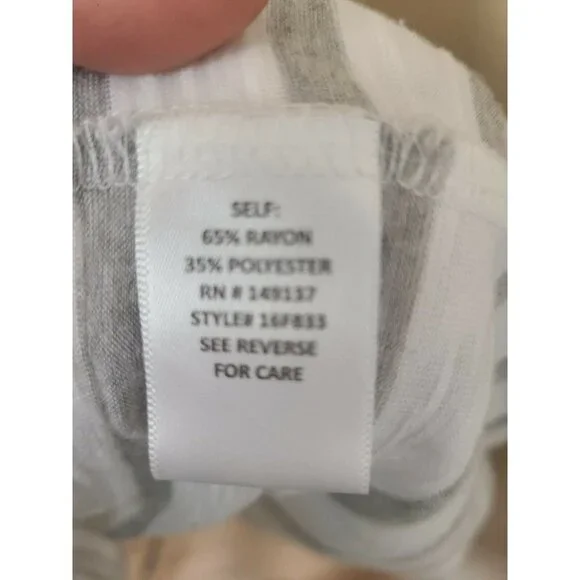 SELF:
65% RAYON
35% POLYESTER
RN # 149137
STYLE# 16F833
SEE REVERSE
FOR CARE